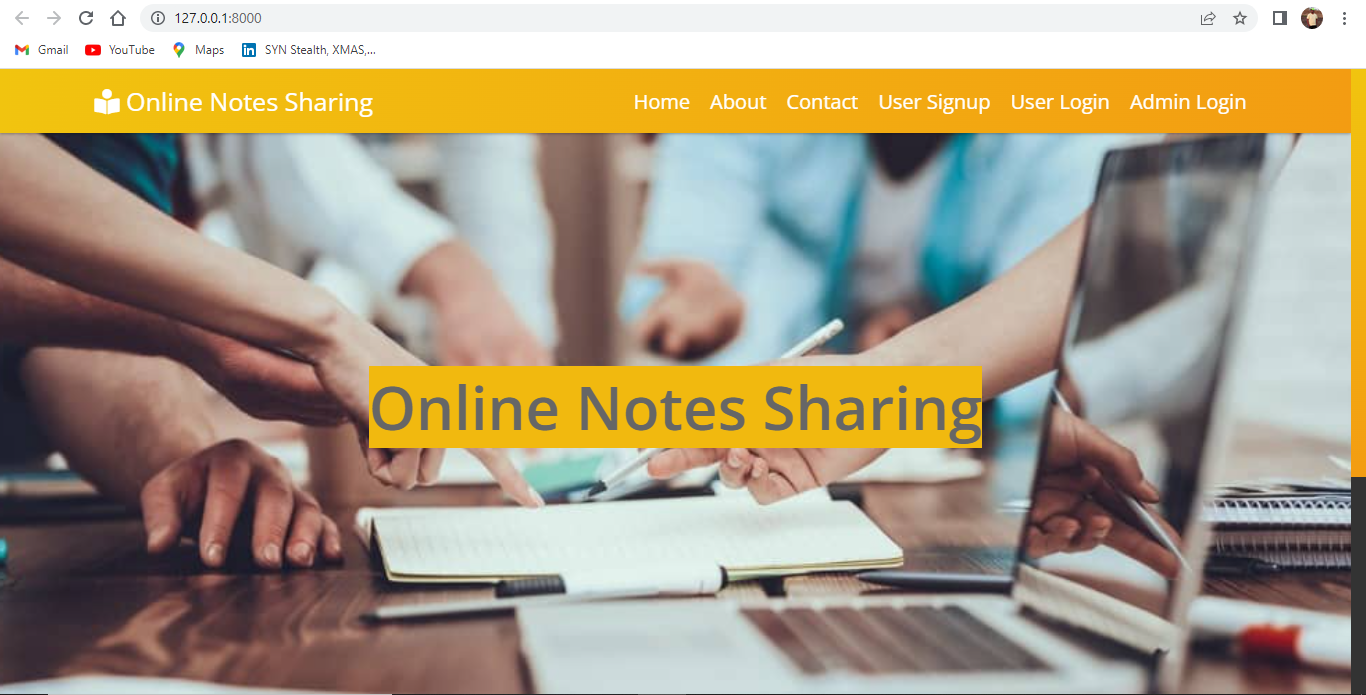 127.0.0.1:8000
Gmail YouTube Maps SYN Stealth, XMAS,...
Online Notes Sharing Home About Contact User Signup User Login Admin Login
Online Notes Sharing